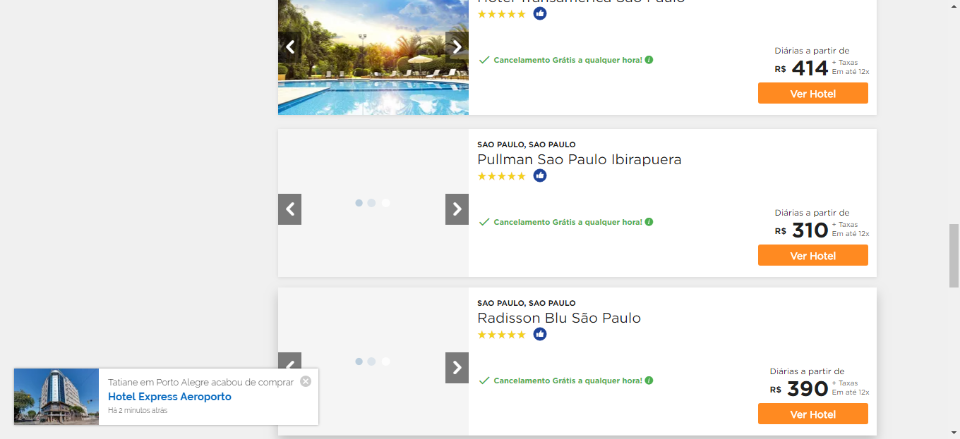 Hotel Transamerica São Paulo
Cancelamento Grátis a qualquer hora!
Diárias a partir de
R$ 414 + Taxas
Em até 12x
Ver Hotel
SAO PAULO, SAO PAULO
Pullman Sao Paulo Ibirapuera
Cancelamento Grátis a qualquer hora!
Diárias a partir de
R$ 310 + Taxas
Em até 12x
Ver Hotel
SAO PAULO, SAO PAULO
Radisson Blu São Paulo
Cancelamento Grátis a qualquer hora!
Diárias a partir de
R$ 390 + Taxas
Em até 12x
Ver Hotel
Tatiane em Porto Alegre acabou de comprar
Hotel Express Aeroporto
Há 2 minutos atrás